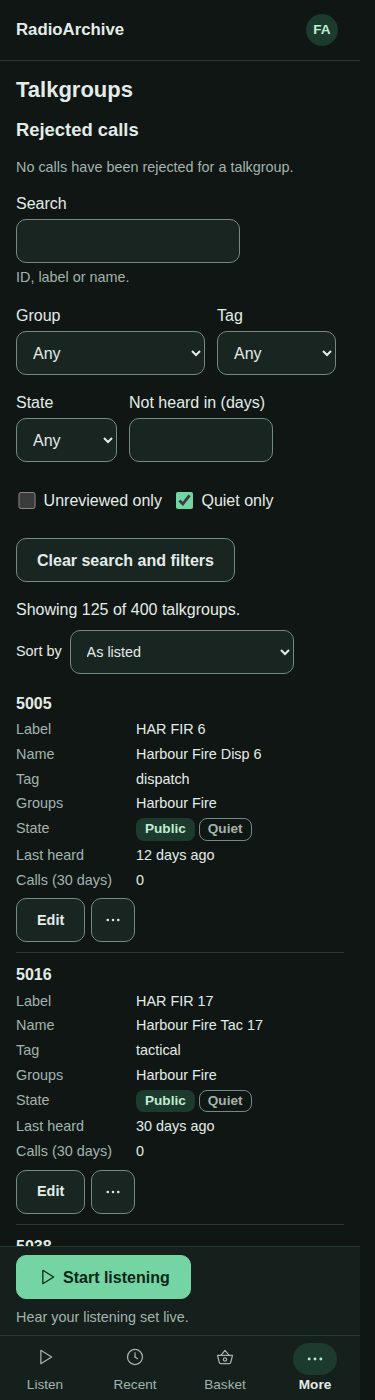 RadioArchive FA
Talkgroups
Rejected calls
No calls have been rejected for a talkgroup.
Search
ID, label or name.
Group Tag
Any Any
State Not heard in (days)
Any
Unreviewed only Quiet only
Clear search and filters
Showing 125 of 400 talkgroups.
Sort by As listed
5005
Label HAR FIR 6
Name Harbour Fire Disp 6
Tag dispatch
Groups Harbour Fire
State Public Quiet
Last heard 12 days ago
Calls (30 days) 0
Edit ...
5016
Label HAR FIR 17
Name Harbour Fire Tac 17
Tag tactical
Groups Harbour Fire
State Public Quiet
Last heard 30 days ago
Calls (30 days) 0
Edit ...
Start listening
Hear your listening set live.
Listen Recent Basket More